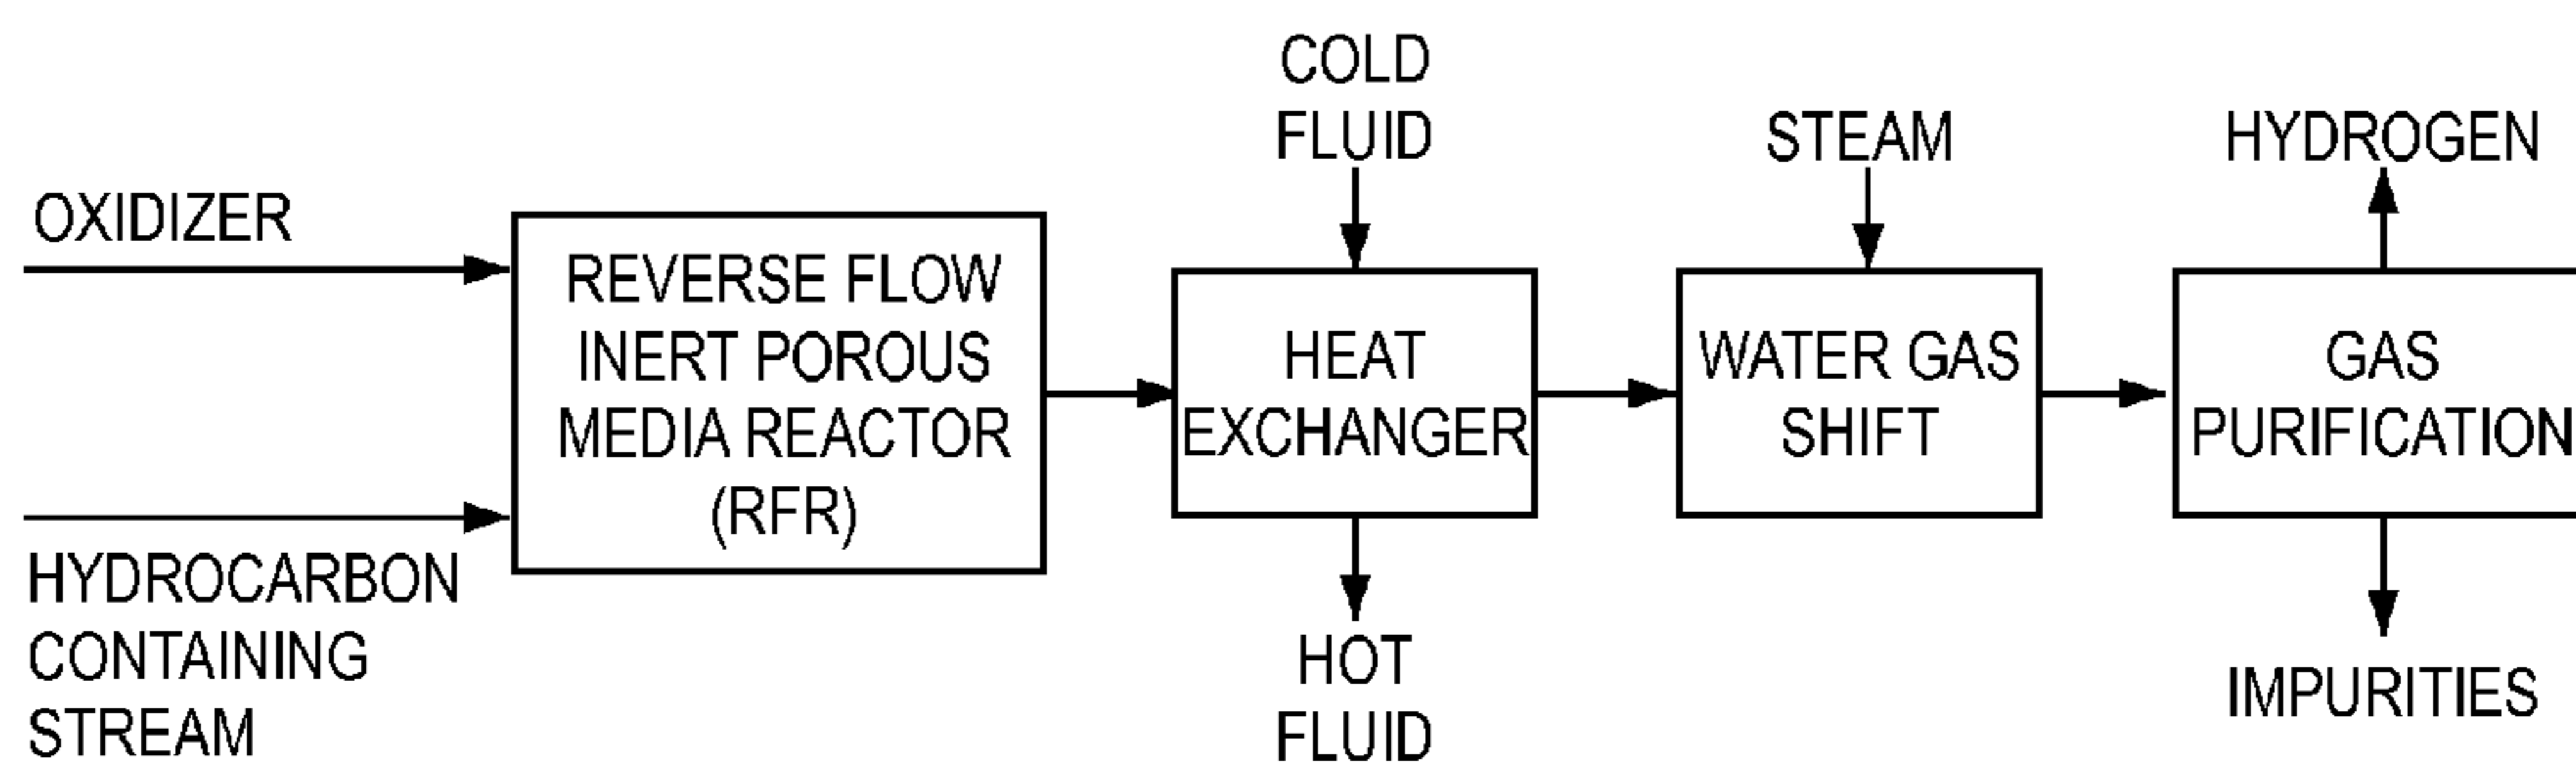 OXIDIZER
HYDROCARBON
CONTAINING
STREAM
REVERSE FLOW
INERT POROUS
MEDIA REACTOR
(RFR)
COLD
FLUID
HEAT
EXCHANGER
HOT
FLUID
STEAM
WATER GAS
SHIFT
HYDROGEN
GAS
PURIFICATION
IMPURITIES